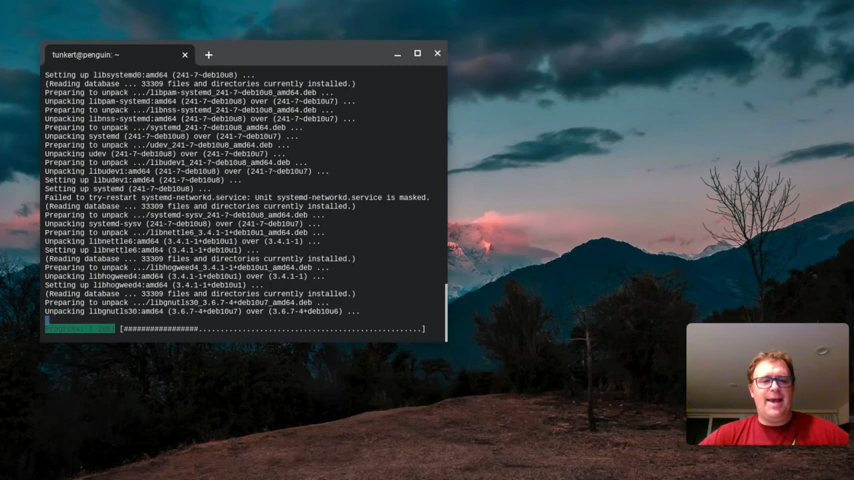 tunkert@penguin: ~
Setting up libsystemd0:amd64 (241-7~deb10u8) ...
(Reading database ... 33309 files and directories currently installed.)
Preparing to unpack .../libpam-systemd_241-7~deb10u8_amd64.deb ...
Unpacking libpam-systemd:amd64 (241-7~deb10u8) over (241-7~deb10u7) ...
Preparing to unpack .../libnss-systemd_241-7~deb10u8_amd64.deb ...
Unpacking libnss-systemd:amd64 (241-7~deb10u8) over (241-7~deb10u7) ...
Preparing to unpack .../systemd_241-7~deb10u8_amd64.deb ...
Unpacking systemd (241-7~deb10u8) over (241-7~deb10u7) ...
Preparing to unpack .../udev_241-7~deb10u8_amd64.deb ...
Unpacking udev (241-7~deb10u8) over (241-7~deb10u7) ...
Preparing to unpack .../libudev1_241-7~deb10u8_amd64.deb ...
Unpacking libudev1:amd64 (241-7~deb10u8) over (241-7~deb10u7) ...
Setting up libudev1:amd64 (241-7~deb10u8) ...
Setting up systemd (241-7~deb10u8) ...
Failed to try-restart systemd-networkd.service: Unit systemd-networkd.service is masked.
(Reading database ... 33309 files and directories currently installed.)
Preparing to unpack .../systemd-sysv_241-7~deb10u8_amd64.deb ...
Unpacking systemd-sysv (241-7~deb10u8) over (241-7~deb10u7) ...
Preparing to unpack .../libnettle6_3.4.1-1+deb10u1_amd64.deb ...
Unpacking libnettle6:amd64 (3.4.1-1+deb10u1) over (3.4.1-1) ...
Setting up libnettle6:amd64 (3.4.1-1+deb10u1) ...
(Reading database ... 33309 files and directories currently installed.)
Preparing to unpack .../libhogweed4_3.4.1-1+deb10u1_amd64.deb ...
Unpacking libhogweed4:amd64 (3.4.1-1+deb10u1) over (3.4.1-1) ...
Setting up libhogweed4:amd64 (3.4.1-1+deb10u1) ...
(Reading database ... 33309 files and directories currently installed.)
Preparing to unpack .../libgnutls30_3.6.7-4+deb10u7_amd64.deb ...
Unpacking libgnutls30:amd64 (3.6.7-4+deb10u7) over (3.6.7-4+deb10u6) ...
[#################...................................................]